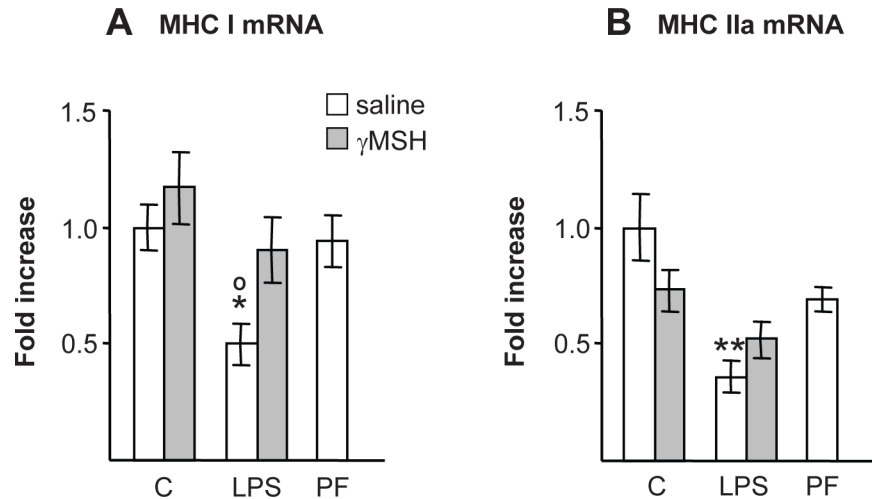 A MHC I mRNA
1.5
1.0
0.5
Fold increase
saline
γMSH
o
*
C LPS PF
B MHC IIa mRNA
1.5
1.0
0.5
Fold increase
**
C LPS PF